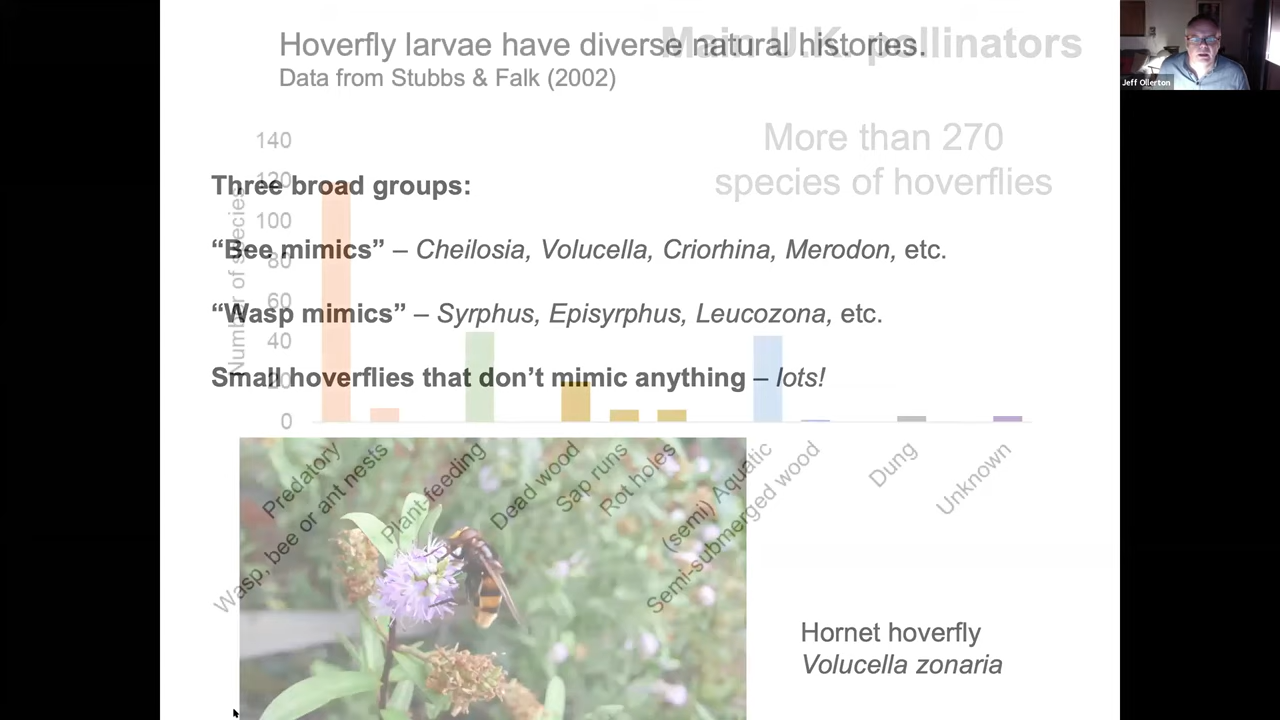 Main U.K. pollinators
Hoverfly larvae have diverse natural histories.
Data from Stubbs & Falk (2002)
Jeff Ollerton
More than 270
species of hoverflies
Three broad groups:
“Bee mimics” – Cheilosia, Volucella, Criorhina, Merodon, etc.
“Wasp mimics” – Syrphus, Episyrphus, Leucozona, etc.
Small hoverflies that don’t mimic anything – lots!
Number of species
140
120
100
80
60
40
20
0
Predatory
Wasp, bee or ant nests
Plant-feeding
Dead wood
Sap runs
Rot holes
(semi) Aquatic
Semi-submerged wood
Dung
Unknown
Hornet hoverfly
Volucella zonaria